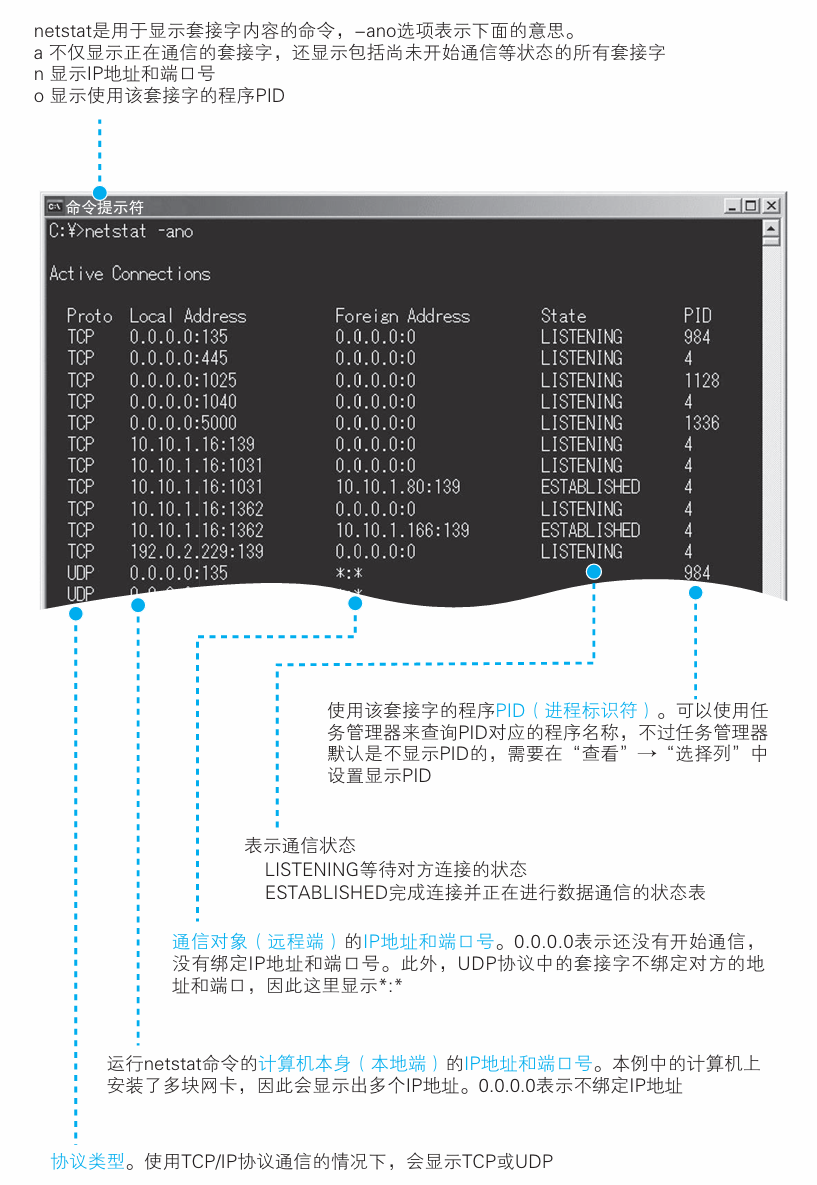 netstat是用于显示套接字内容的命令，-ano选项表示下面的意思。
a 不仅显示正在通信的套接字，还显示包括尚未开始通信等状态的所有套接字
n 显示IP地址和端口号
o 显示使用该套接字的程序PID
命令提示符
C:¥>netstat -ano
Active Connections
Proto Local Address Foreign Address State PID
TCP 0.0.0.0:135 0.0.0.0:0 LISTENING 984
TCP 0.0.0.0:445 0.0.0.0:0 LISTENING 4
TCP 0.0.0.0:1025 0.0.0.0:0 LISTENING 1128
TCP 0.0.0.0:1040 0.0.0.0:0 LISTENING 4
TCP 0.0.0.0:5000 0.0.0.0:0 LISTENING 1336
TCP 10.10.1.16:139 0.0.0.0:0 LISTENING 4
TCP 10.10.1.16:1031 0.0.0.0:0 LISTENING 4
TCP 10.10.1.16:1031 10.10.1.80:139 ESTABLISHED 4
TCP 10.10.1.16:1362 0.0.0.0:0 LISTENING 4
TCP 10.10.1.16:1362 10.10.1.166:139 ESTABLISHED 4
TCP 192.0.2.229:139 0.0.0.0:0 LISTENING 4
UDP 0.0.0.0:135 *:* 984
UDP
使用该套接字的程序PID（进程标识符）。可以使用任
务管理器来查询PID对应的程序名称，不过任务管理器
默认是不显示PID的，需要在“查看”→“选择列”中
设置显示PID
表示通信状态
LISTENING等待对方连接的状态
ESTABLISHED完成连接并正在进行数据通信的状态表
通信对象（远程端）的IP地址和端口号。0.0.0.0表示还没有开始通信，
没有绑定IP地址和端口号。此外，UDP协议中的套接字不绑定对方的地
址和端口，因此这里显示*:*
运行netstat命令的计算机本身（本地端）的IP地址和端口号。本例中的计算机上
安装了多块网卡，因此会显示出多个IP地址。0.0.0.0表示不绑定IP地址
协议类型。使用TCP/IP协议通信的情况下，会显示TCP或UDP